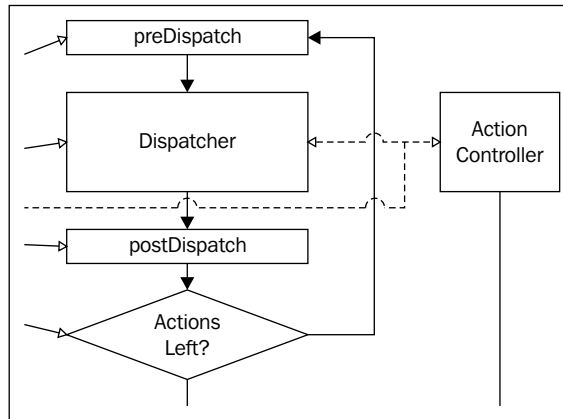 preDispatch
Dispatcher
Action
Controller
postDispatch
Actions
Left?